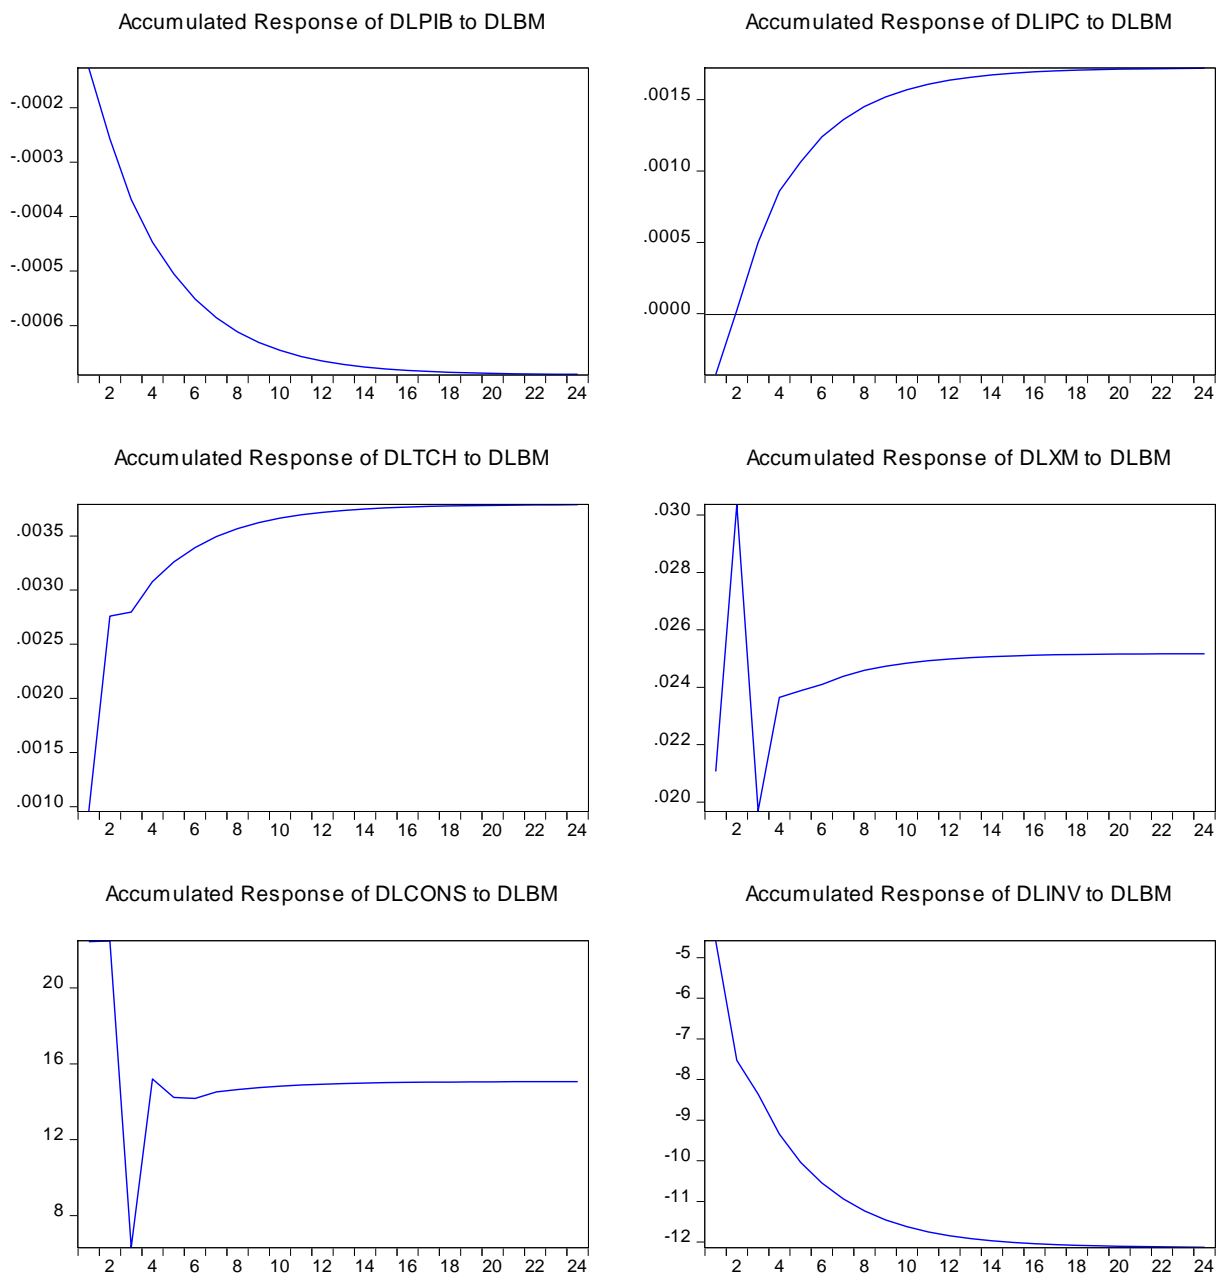 Accumulated Response of DLPIB to DLBM
-.0002
-.0003
-.0004
-.0005
-.0006
2 4 6 8 10 12 14 16 18 20 22 24
Accumulated Response of DLIPC to DLBM
.0015
.0010
.0005
.0000
2 4 6 8 10 12 14 16 18 20 22 24
Accumulated Response of DLTCH to DLBM
.0035
.0030
.0025
.0020
.0015
.0010
2 4 6 8 10 12 14 16 18 20 22 24
Accumulated Response of DLXM to DLBM
.030
.028
.026
.024
.022
.020
2 4 6 8 10 12 14 16 18 20 22 24
Accumulated Response of DLCONS to DLBM
20
16
12
8
2 4 6 8 10 12 14 16 18 20 22 24
Accumulated Response of DLINV to DLBM
-5
-6
-7
-8
-9
-10
-11
-12
2 4 6 8 10 12 14 16 18 20 22 24